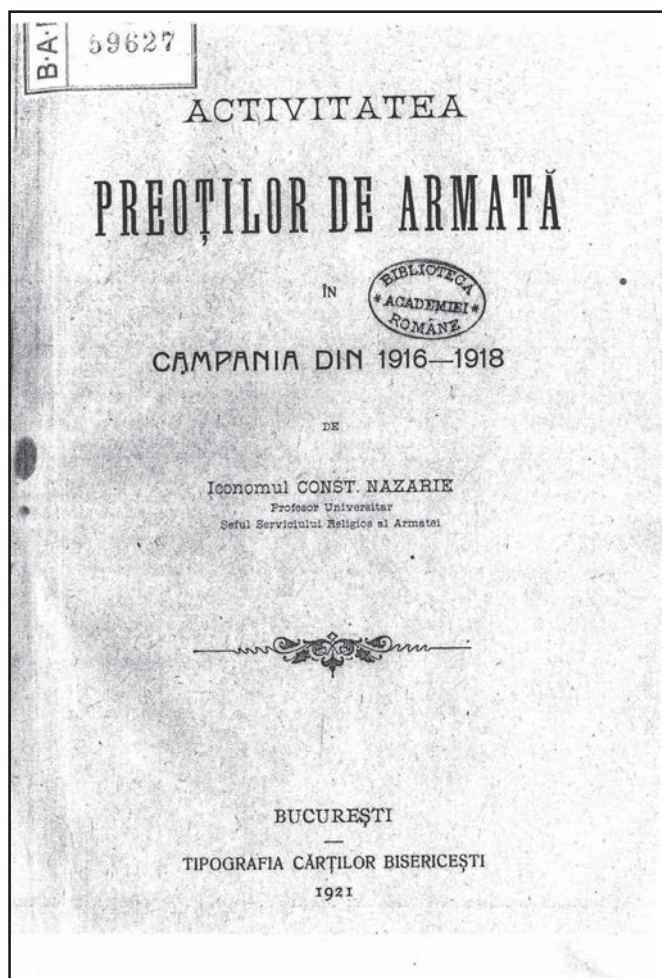 B·A·
59627
ACTIVITATEA
PREOȚILOR DE ARMATĂ
ÎN
BIBLIOTECA
* ACADEMIEI *
ROMÂNE
CAMPANIA DIN 1916—1918
DE
Iconomul CONST. NAZARIE
Profesor Universitar
Șeful Serviciului Religios al Armatei
BUCUREȘTI
TIPOGRAFIA CĂRȚILOR BISERICEȘTI
1921